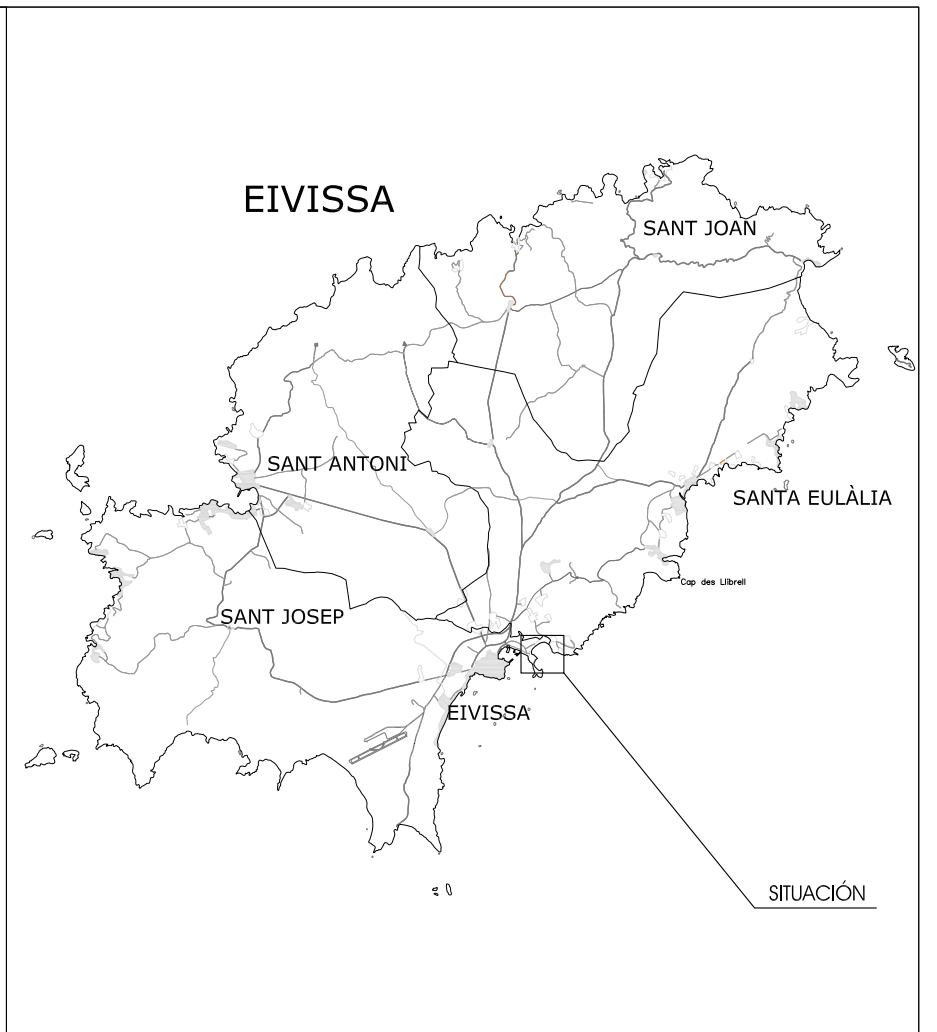 EIVISSA
SANT JOAN
SANT ANTONI
SANTA EULÀLIA
Cap des Llibrell
SANT JOSEP
EIVISSA
SITUACIÓN